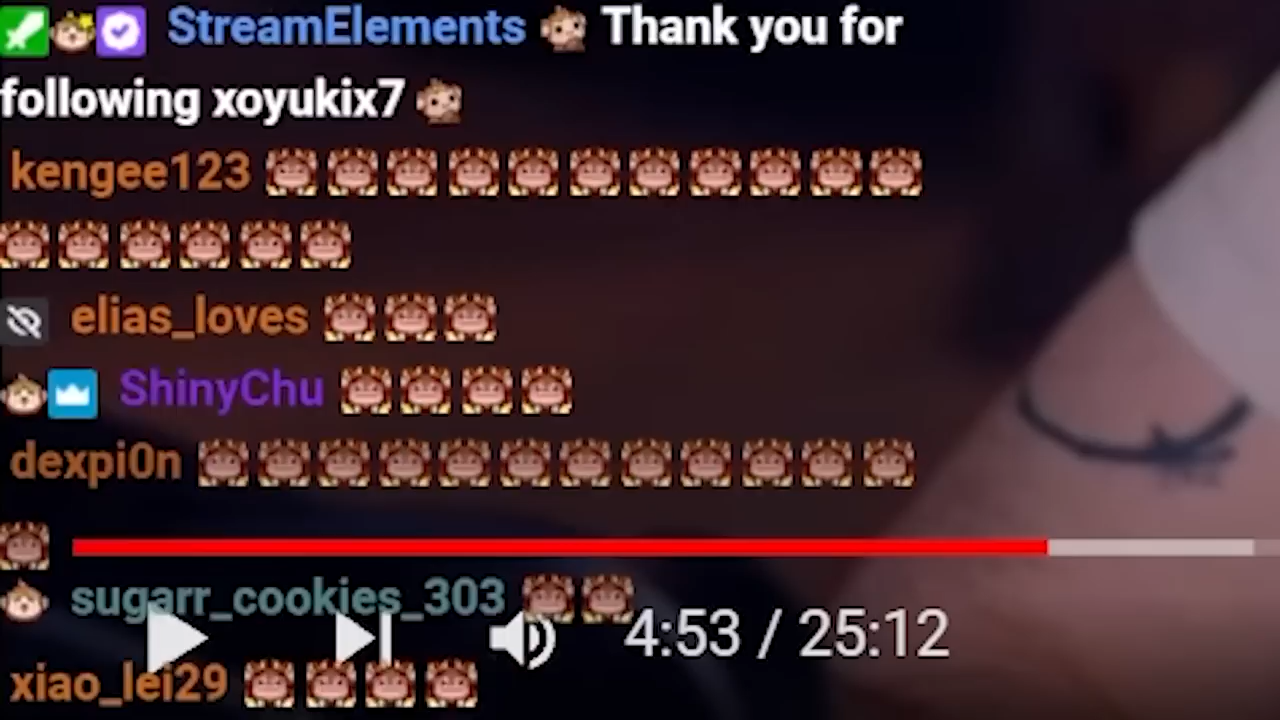 StreamElements Thank you for
following xoyukix7
kengee123
elias_loves
ShinyChu
dexpi0n
sugarr_cookies_303
4:53 / 25:12
xiao_lei29